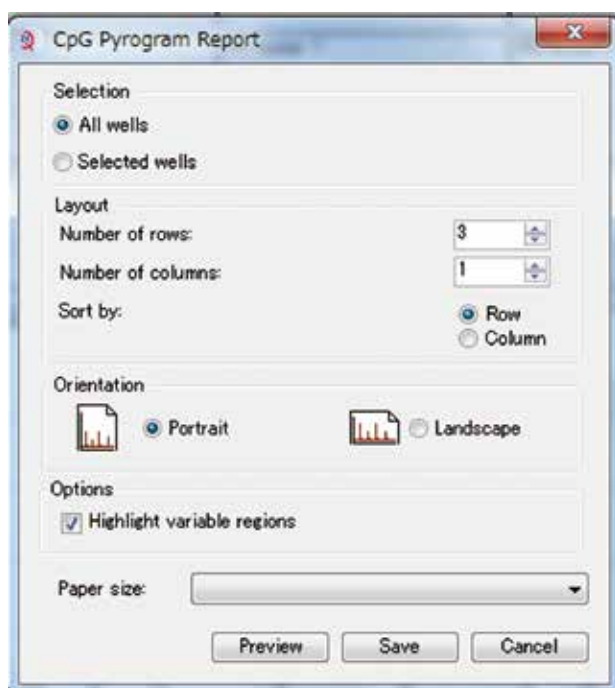 CpG Pyrogram Report
Selection
All wells
Selected wells
Layout
Number of rows: 3
Number of columns: 1
Sort by: Row
Column
Orientation
Portrait Landscape
Options
Highlight variable regions
Paper size:
Preview Save Cancel